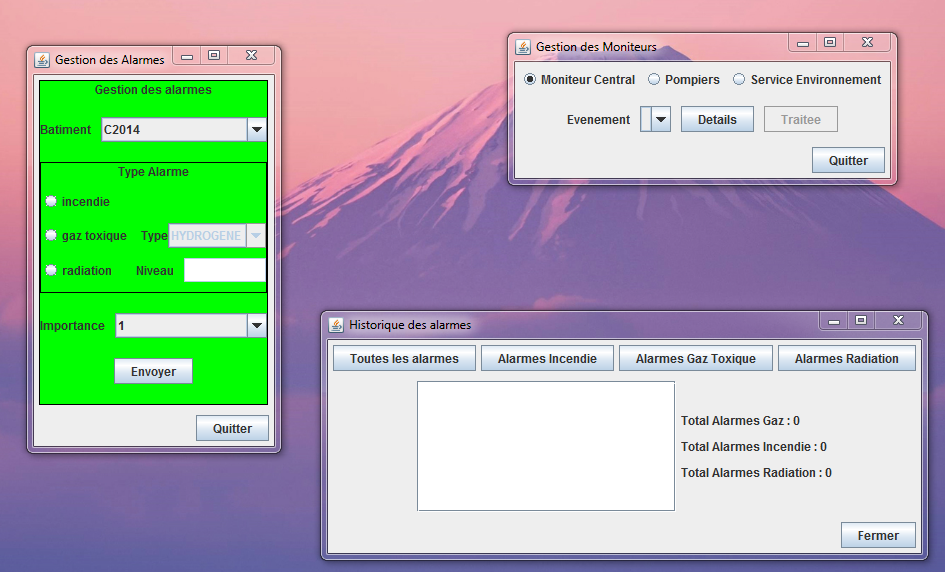 Gestion des Alarmes
Gestion des alarmes
Batiment C2014
Type Alarme
incendie
gaz toxique Type HYDROGENE
radiation Niveau
Importance 1
Envoyer
Quitter
Gestion des Moniteurs
Moniteur Central Pompiers Service Environnement
Evenement Details Traitee
Quitter
Historique des alarmes
Toutes les alarmes Alarmes Incendie Alarmes Gaz Toxique Alarmes Radiation
Total Alarmes Gaz : 0
Total Alarmes Incendie : 0
Total Alarmes Radiation : 0
Fermer